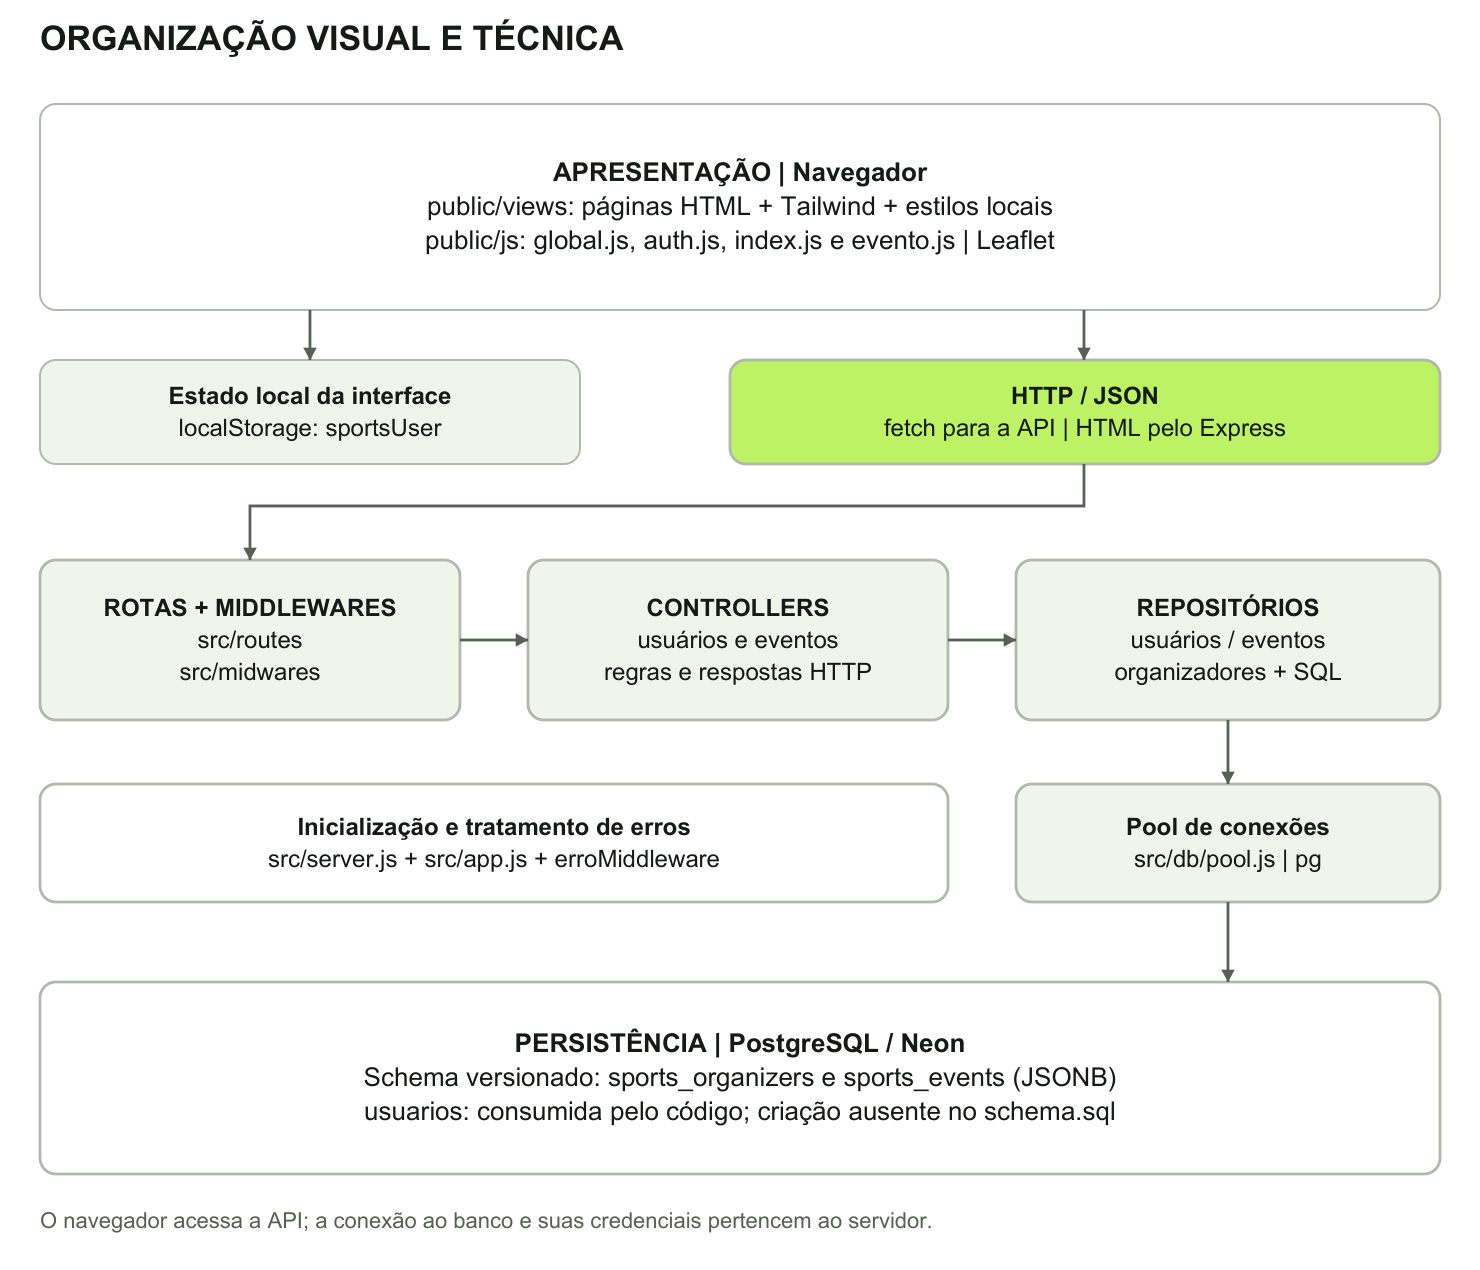 ORGANIZAÇÃO VISUAL E TÉCNICA
APRESENTAÇÃO | Navegador
public/views: páginas HTML + Tailwind + estilos locais
public/js: global.js, auth.js, index.js e evento.js | Leaflet
Estado local da interface
localStorage: sportsUser
HTTP / JSON
fetch para a API | HTML pelo Express
ROTAS + MIDDLEWARES
src/routes
src/midwares
CONTROLLERS
usuários e eventos
regras e respostas HTTP
REPOSITÓRIOS
usuários / eventos
organizadores + SQL
Inicialização e tratamento de erros
src/server.js + src/app.js + erroMiddleware
Pool de conexões
src/db/pool.js | pg
PERSISTÊNCIA | PostgreSQL / Neon
Schema versionado: sports_organizers e sports_events (JSONB)
usuarios: consumida pelo código; criação ausente no schema.sql
O navegador acessa a API; a conexão ao banco e suas credenciais pertencem ao servidor.